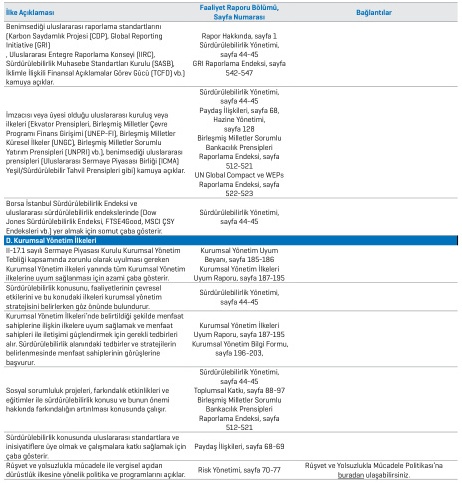 İlke Açıklaması
Faaliyet Raporu Bölümü,
Sayfa Numarası
Bağlantılar
Benimsediği uluslararası raporlama standartlarını
(Karbon Saydamlık Projesi (CDP), Global Reporting
Initiative (GRI)
, Uluslararası Entegre Raporlama Konseyi (IIRC),
Sürdürülebilirlik Muhasebe Standartları Kurulu (SASB),
İklimle İlişkili Finansal Açıklamalar Görev Gücü (TCFD) vb.)
kamuya açıklar.
Rapor Hakkında, sayfa 1
Sürdürülebilirlik Yönetimi,
sayfa 44-45
GRI Raporlama Endeksi, sayfa
542-547
İmzacısı veya üyesi olduğu uluslararası kuruluş veya
ilkeleri (Ekvator Prensipleri, Birleşmiş Milletler Çevre
Programı Finans Girişimi (UNEP-FI), Birleşmiş Milletler
Küresel İlkeler (UNGC), Birleşmiş Milletler Sorumlu
Yatırım Prensipleri (UNPRI) vb.), benimsediği uluslararası
prensipleri (Uluslararası Sermaye Piyasası Birliği (ICMA)
Yeşil/Sürdürülebilir Tahvil Prensipleri gibi) kamuya açıklar.
Sürdürülebilirlik Yönetimi,
sayfa 44-45
Paydaş İlişkileri, sayfa 68,
Hazine Yönetimi,
sayfa 128
Birleşmiş Milletler Sorumlu
Bankacılık Prensipleri
Raporlama Endeksi, sayfa
512-521
UN Global Compact ve WEPs
Raporlama Endeksi, sayfa
522-523
Borsa İstanbul Sürdürülebilirlik Endeksi ve
uluslararası sürdürülebilirlik endekslerinde (Dow
Jones Sürdürülebilirlik Endeksi, FTSE4Good, MSCI ÇSY
Endeksleri vb.) yer almak için somut çaba gösterir.
Sürdürülebilirlik Yönetimi,
sayfa 44-45
D. Kurumsal Yönetim İlkeleri
II-17.1 sayılı Sermaye Piyasası Kurulu Kurumsal Yönetim
Tebliği kapsamında zorunlu olarak uyulması gereken
Kurumsal Yönetim ilkeleri yanında tüm Kurumsal Yönetim
ilkelerine uyum sağlanması için azami çaba gösterir.
Kurumsal Yönetim Uyum
Beyanı, sayfa 185-186
Kurumsal Yönetim İlkeleri
Uyum Raporu, sayfa 187-195
Sürdürülebilirlik konusunu, faaliyetlerinin çevresel
etkilerini ve bu konudaki ilkeleri kurumsal yönetim
stratejisini belirlerken göz önünde bulundurur.
Sürdürülebilirlik Yönetimi,
sayfa 44-45
Kurumsal Yönetim İlkeleri'nde belirtildiği şekilde menfaat
sahiplerine ilişkin ilkelere uyum sağlamak ve menfaat
sahipleri ile iletişimi güçlendirmek için gerekli tedbirleri
alır. Sürdürülebilirlik alanındaki tedbirler ve stratejilerin
belirlenmesinde menfaat sahiplerinin görüşlerine
başvurur.
Kurumsal Yönetim İlkeleri
Uyum Raporu, sayfa 187-195
Kurumsal Yönetim Bilgi Formu,
sayfa 196-203,
Sosyal sorumluluk projeleri, farkındalık etkinlikleri ve
eğitimler ile sürdürülebilirlik konusu ve bunun önemi
hakkında farkındalığın artırılması konusunda çalışır.
Sürdürülebilirlik Yönetimi,
sayfa 44-45
Toplumsal Katkı, sayfa 88-97
Birleşmiş Milletler Sorumlu
Bankacılık Prensipleri
Raporlama Endeksi, sayfa
512-521
Sürdürülebilirlik konusunda uluslararası standartlara ve
inisiyatiflere üye olmak ve çalışmalara katkı sağlamak için
çaba gösterir.
Paydaş İlişkileri, sayfa 68-69
Rüşvet ve yolsuzlukla mücadele ile vergisel açıdan
dürüstlük ilkesine yönelik politika ve programlarını açıklar.
Risk Yönetimi, sayfa 70-77
Rüşvet ve Yolsuzlukla Mücadele Politikası'na
buradan ulaşabilirsiniz.